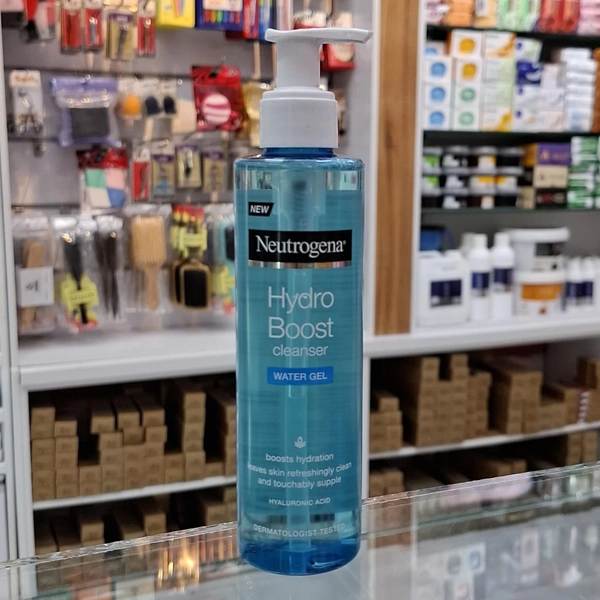 NEW
Neutrogena®
Hydro
Boost
cleanser
WATER GEL
boosts hydration
leaves skin refreshingly clean
and touchably supple
HYALURONIC ACID
DERMATOLOGIST TESTED